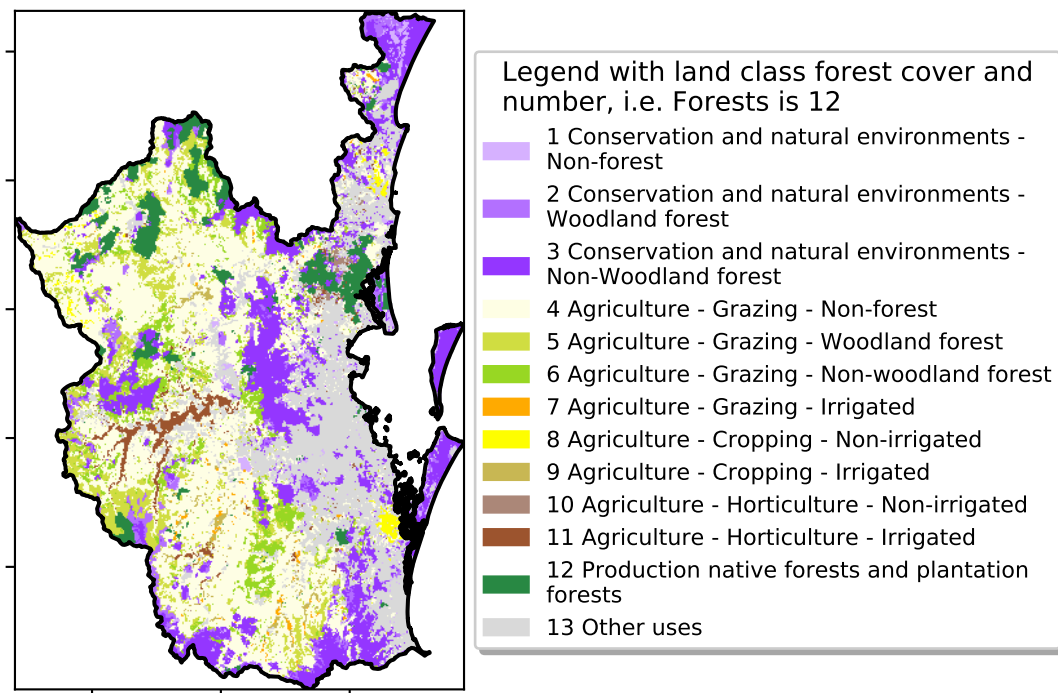 Legend with land class forest cover and
number, i.e. Forests is 12
1 Conservation and natural environments -
Non-forest
2 Conservation and natural environments -
Woodland forest
3 Conservation and natural environments -
Non-Woodland forest
4 Agriculture - Grazing - Non-forest
5 Agriculture - Grazing - Woodland forest
6 Agriculture - Grazing - Non-woodland forest
7 Agriculture - Grazing - Irrigated
8 Agriculture - Cropping - Non-irrigated
9 Agriculture - Cropping - Irrigated
10 Agriculture - Horticulture - Non-irrigated
11 Agriculture - Horticulture - Irrigated
12 Production native forests and plantation
forests
13 Other uses